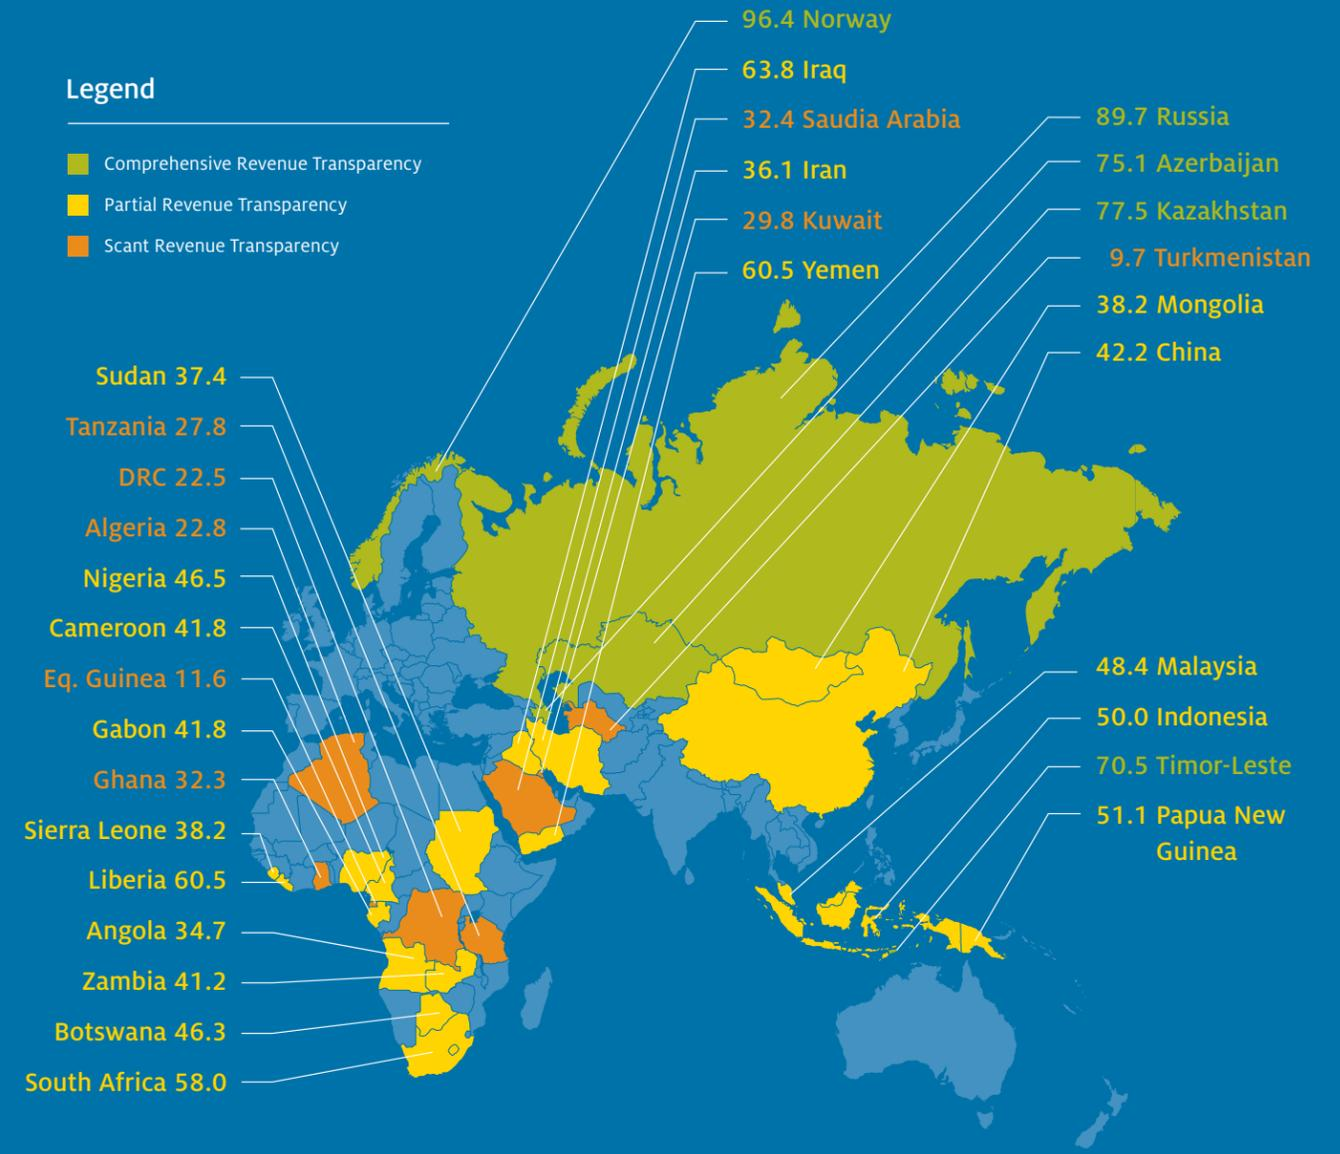 Legend
Comprehensive Revenue Transparency
Partial Revenue Transparency
Scant Revenue Transparency
96.4 Norway
63.8 Iraq
32.4 Saudia Arabia
36.1 Iran
29.8 Kuwait
60.5 Yemen
89.7 Russia
75.1 Azerbaijan
77.5 Kazakhstan
9.7 Turkmenistan
38.2 Mongolia
42.2 China
Sudan 37.4
Tanzania 27.8
DRC 22.5
Algeria 22.8
Nigeria 46.5
Cameroon 41.8
Eq. Guinea 11.6
Gabon 41.8
Ghana 32.3
Sierra Leone 38.2
Liberia 60.5
Angola 34.7
Zambia 41.2
Botswana 46.3
South Africa 58.0
48.4 Malaysia
50.0 Indonesia
70.5 Timor-Leste
51.1 Papua New
Guinea